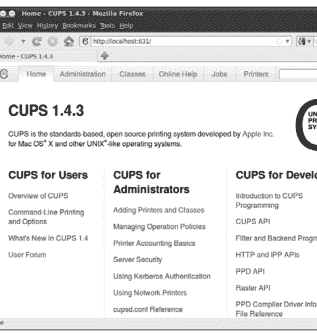 Home - CUPS 1.4.3 - Mozilla Firefox
Edit View History Bookmarks Tools Help
http://localhost:631/
Home - CUPS 1.4.3
Home Administration Classes Online Help Jobs Printers
CUPS 1.4.3
CUPS is the standards-based, open source printing system developed by Apple Inc.
for Mac OS® X and other UNIX®-like operating systems.
UN
PR
SY
CUPS for Users
Overview of CUPS
Command-Line Printing
and Options
What's New in CUPS 1.4
User Forum
CUPS for
Administrators
Adding Printers and Classes
Managing Operation Policies
Printer Accounting Basics
Server Security
Using Kerberos Authentication
Using Network Printers
cupsd.conf Reference
CUPS for Develo
Introduction to CUPS
Programming
CUPS API
Filter and Backend Progra
HTTP and IPP APIs
PPD API
Raster API
PPD Compiler Driver Info
File Reference